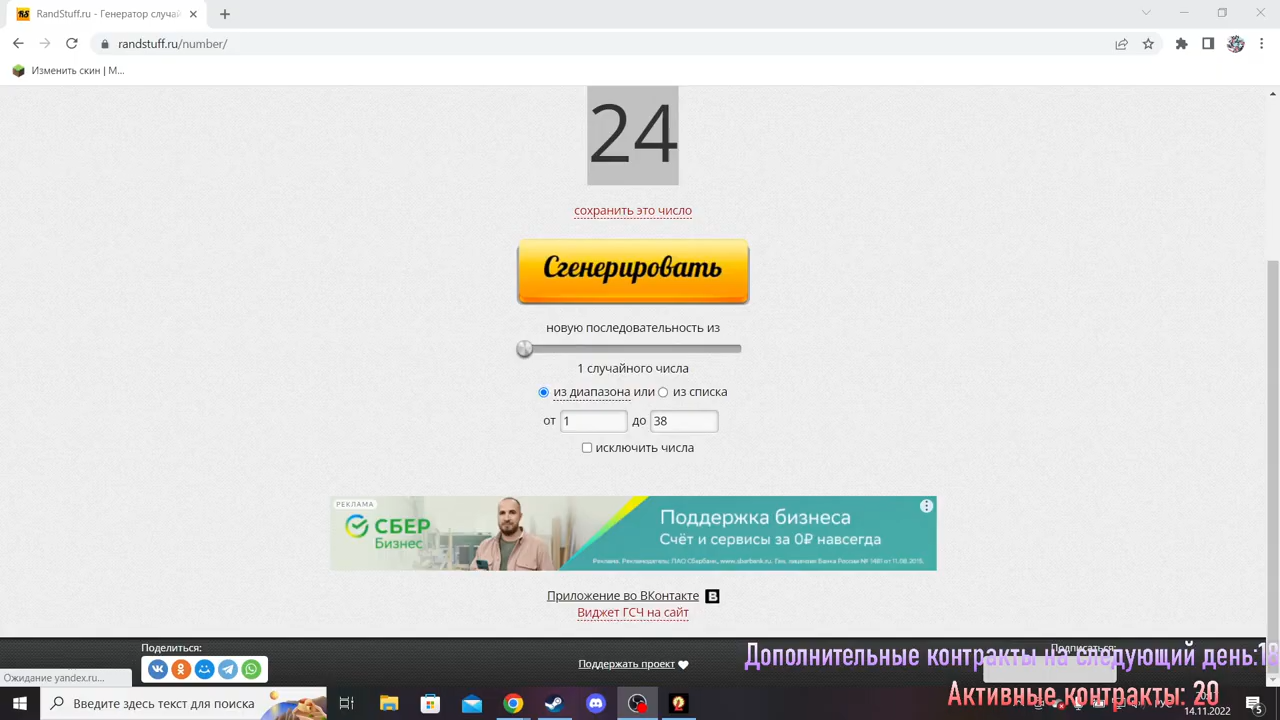 RandStuff.ru - Генератор случай
randstuff.ru/number/
Изменить скин | М...
24
сохранить это число
Сгенерировать
новую последовательность из
1 случайного числа
из диапазона или из списка
от 1 до 38
исключить числа
РЕКЛАМА
СБЕР
Бизнес
Поддержка бизнеса
Счёт и сервисы за 0₽ навсегда
Приложение во ВКонтакте
Виджет ГСЧ на сайт
Поделиться:
Подписаться:
Дополнительные контракты на следующий день:
Поддержать проект
Ожидание yandex.ru...
Активные контракты: 20
Введите здесь текст для поиска
14.11.2022
5